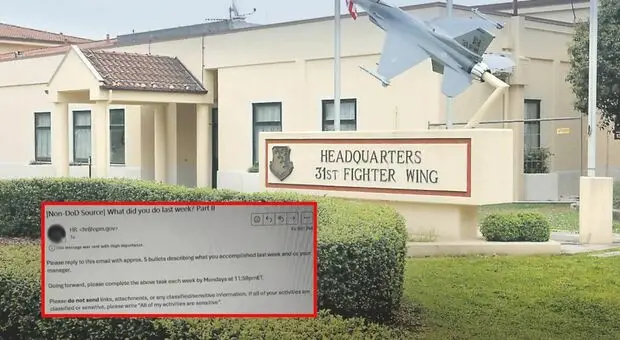 HEADQUARTERS
31ST FIGHTER WING
[Non-DoD Source] What did you do last week? Part II
HR <hr@opm.gov>
To
This message was sent with High importance.
Please reply to this email with approx. 5 bullets describing what you accomplished last week and cc your
manager.
Going forward, please complete the above task each week by Mondays at 11:59pmET.
Please do not send links, attachments, or any classified/sensitive information. If all of your activities are
classified or sensitive, please write "All of my activities are sensitive".